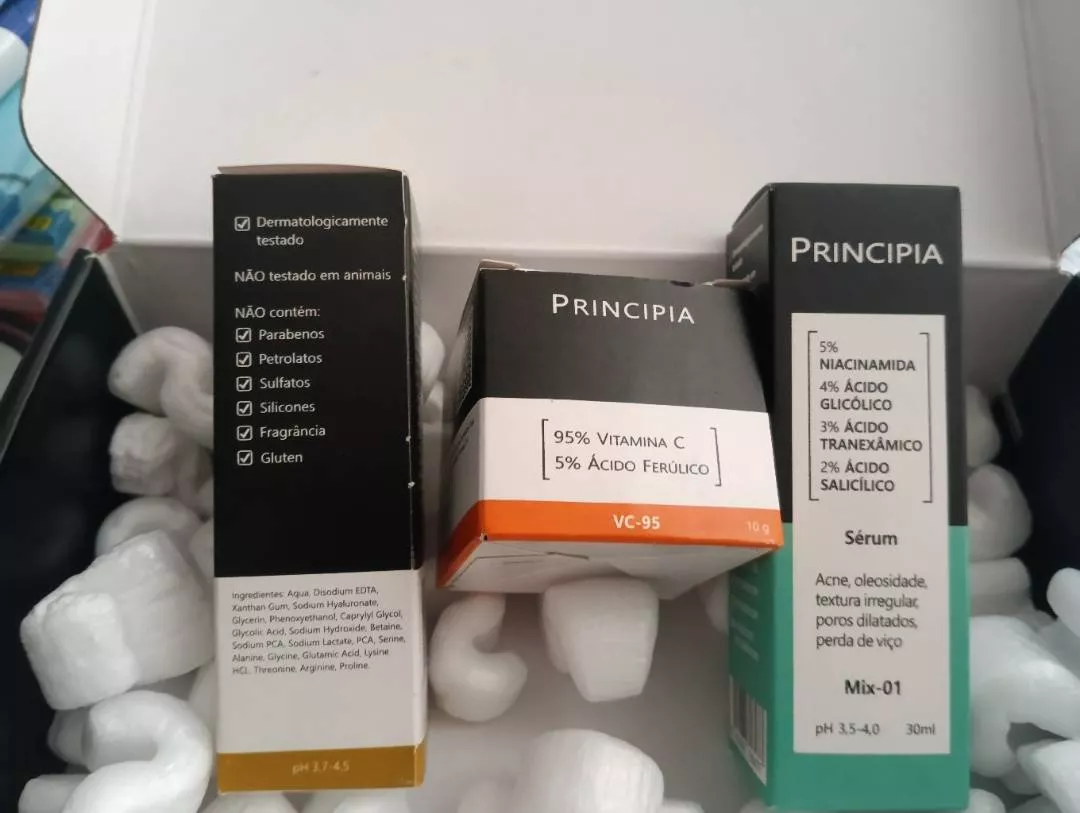 Dermatologicamente
testado
NÃO testado em animais
NÃO contém:
Parabenos
Petrolatos
Sulfatos
Silicones
Fragrância
Gluten
Ingredientes: Aqua, Disodium EDTA,
Xanthan Gum, Sodium Hyaluronate,
Glycerin, Phenoxyethanol, Caprylyl Glycol,
Glycolic Acid, Sodium Hydroxide, Betaine,
Sodium PCA, Sodium Lactate, PCA, Serine,
Alanine, Glycine, Glutamic Acid, Lysine
HCL, Threonine, Arginine, Proline.
pH 3,7-4,5
PRINCIPIA
95% VITAMINA C
5% ÁCIDO FERÚLICO
VC-95
10 g
PRINCIPIA
5%
NIACINAMIDA
4% ÁCIDO
GLICÓLICO
3% ÁCIDO
TRANEXÂMICO
2% ÁCIDO
SALICÍLICO
Sérum
Acne, oleosidade,
textura irregular,
poros dilatados,
perda de viço
Mix-01
pH 3,5-4,0
30ml